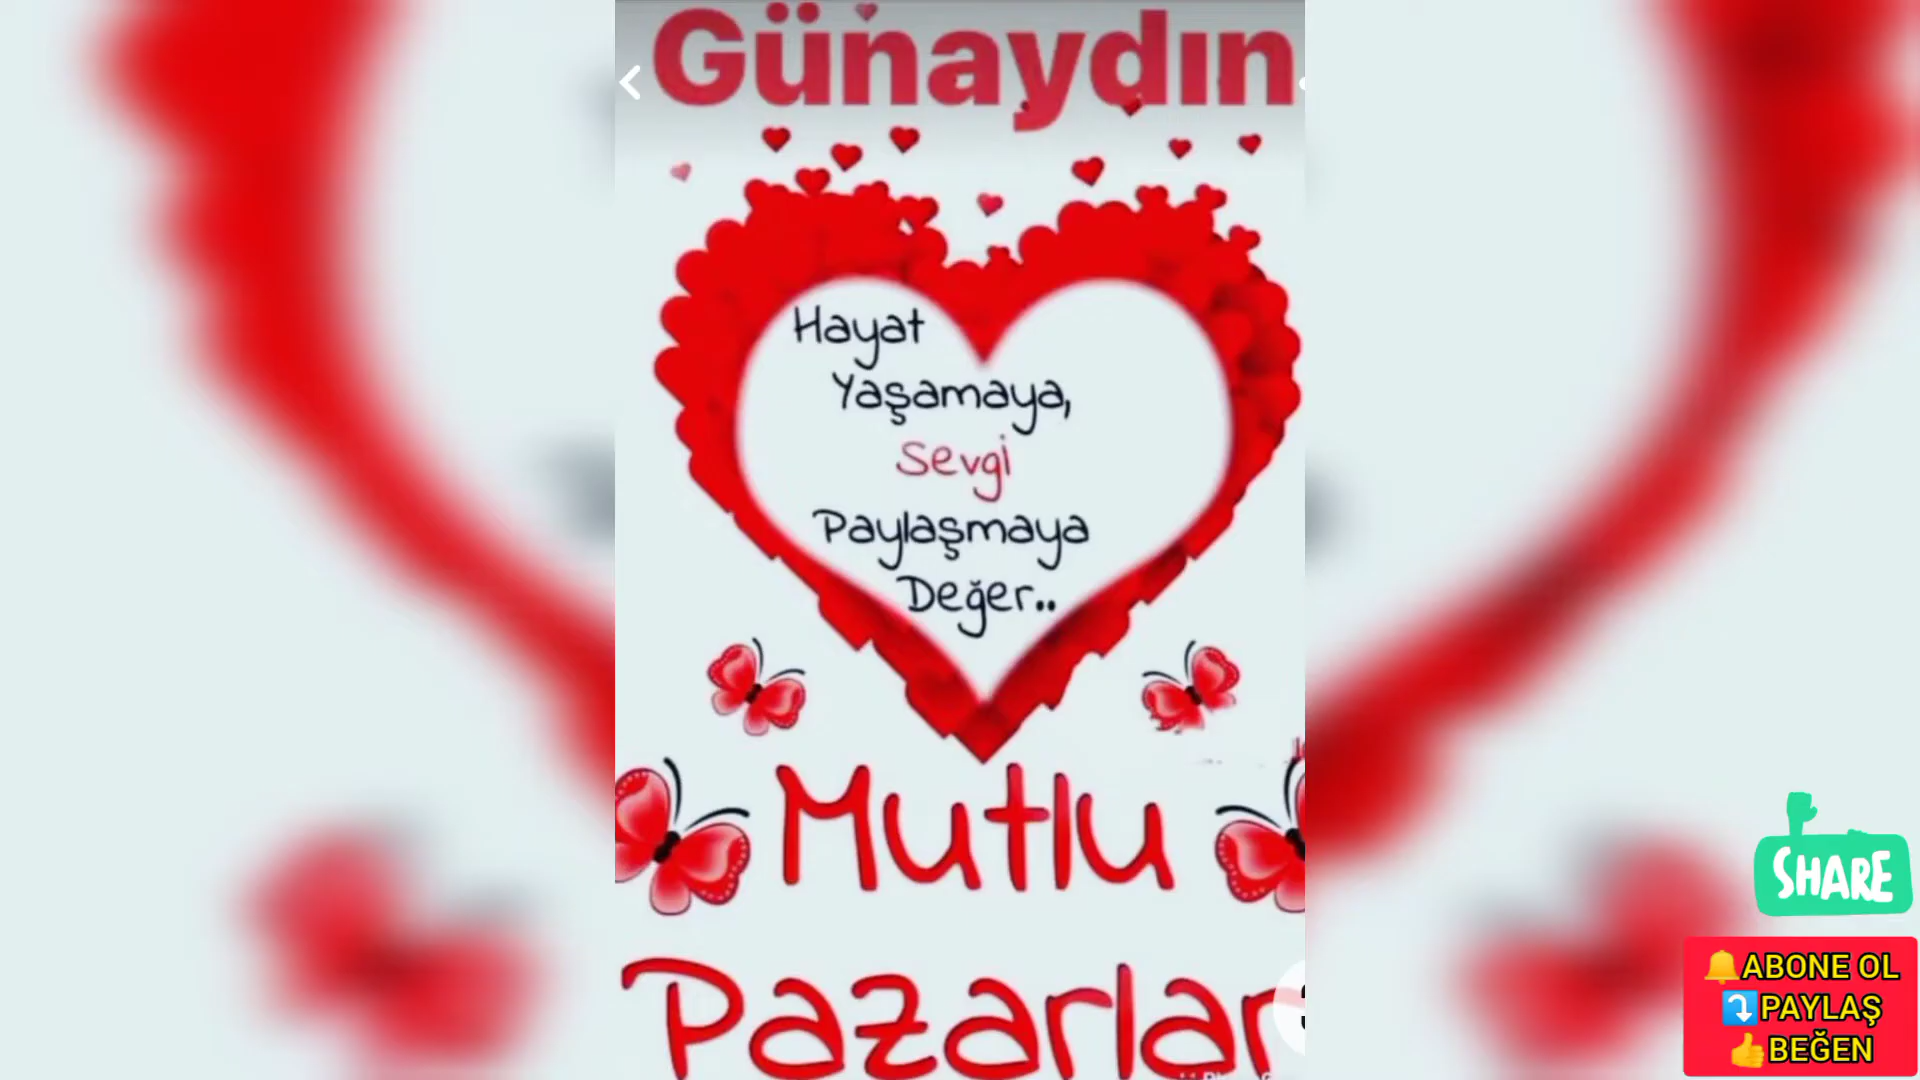 Günaydın
Hayat
Yaşamaya,
Sevgi
Paylaşmaya
Değer..
Mutlu
Pazarlar
SHARE
🔔ABONE OL
⤵️PAYLAŞ
👍BEĞEN